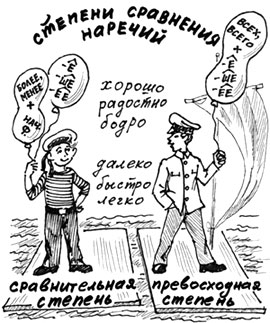 степени сравнения
наречий
более,
менее
+
нач.
ф
-е
-ше
-ее
всех,
всего
+
-е
-ше
-ее
хорошо
радостно
бодро
далеко
быстро
легко
сравнительная
степень
превосходная
степень